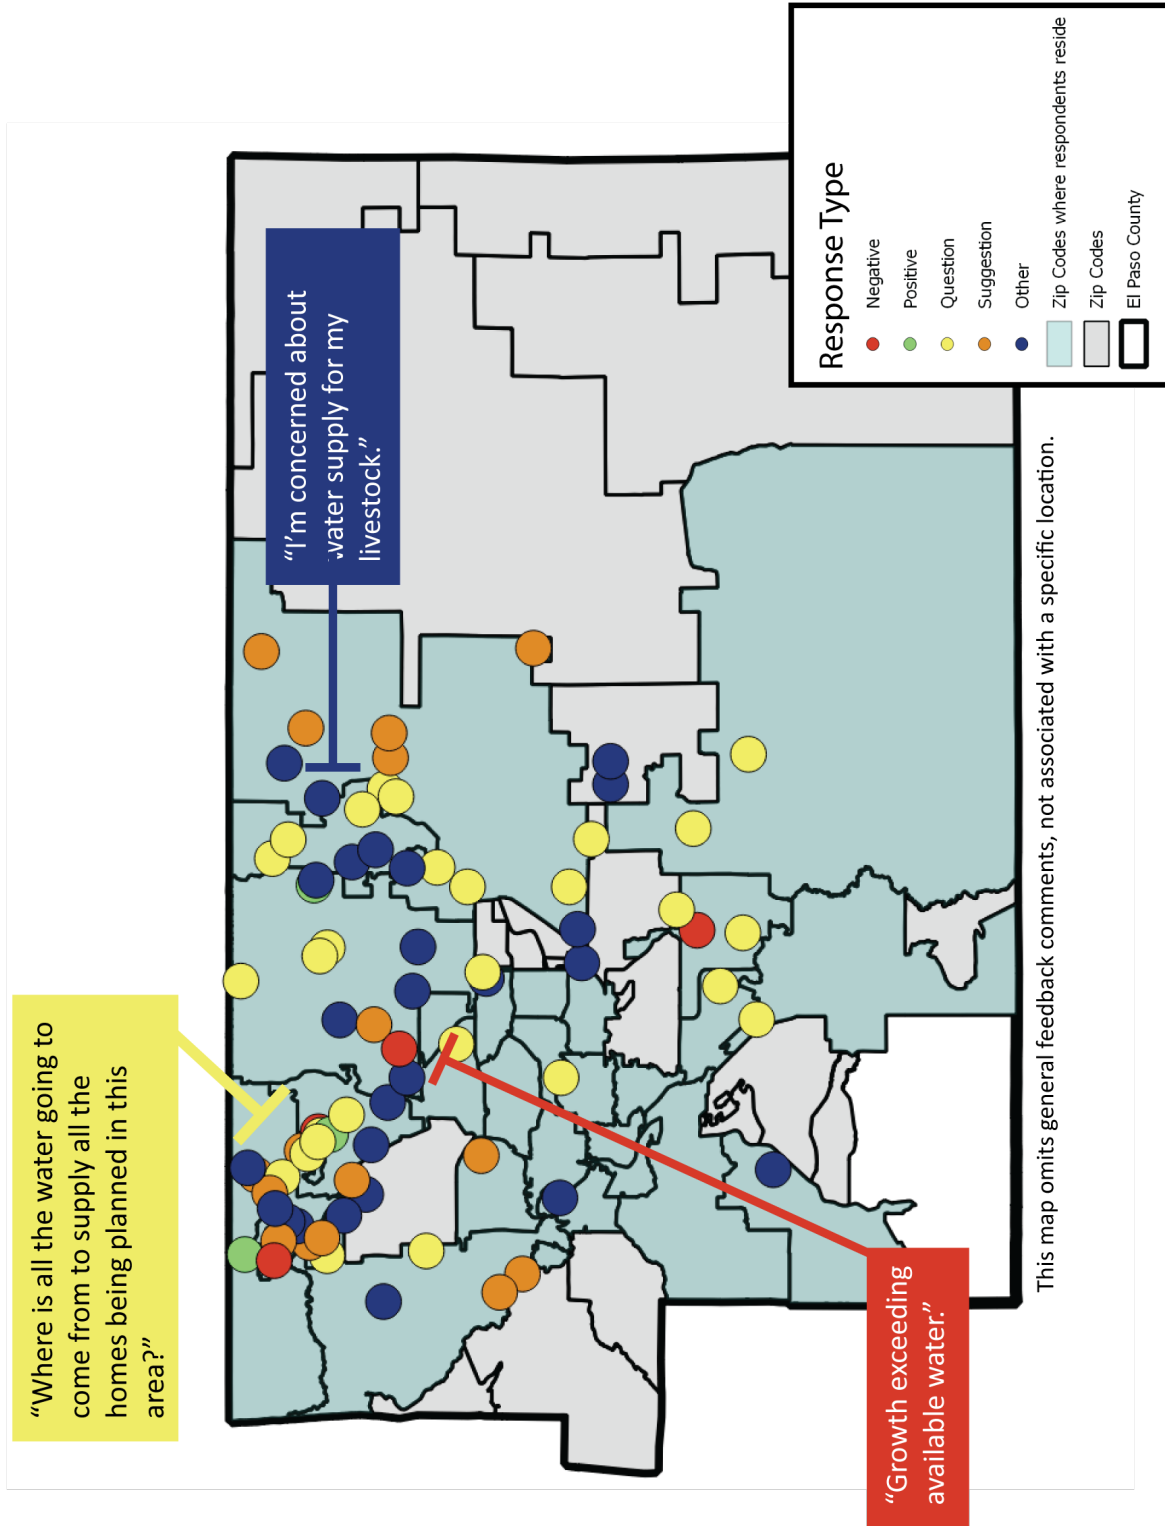 “Where is all the water going to
come from to supply all the
homes being planned in this
area?”
“I’m concerned about
water supply for my
livestock.”
“Growth exceeding
available water.”
Response Type
Negative
Positive
Question
Suggestion
Other
Zip Codes where respondents reside
Zip Codes
El Paso County
This map omits general feedback comments, not associated with a specific location.